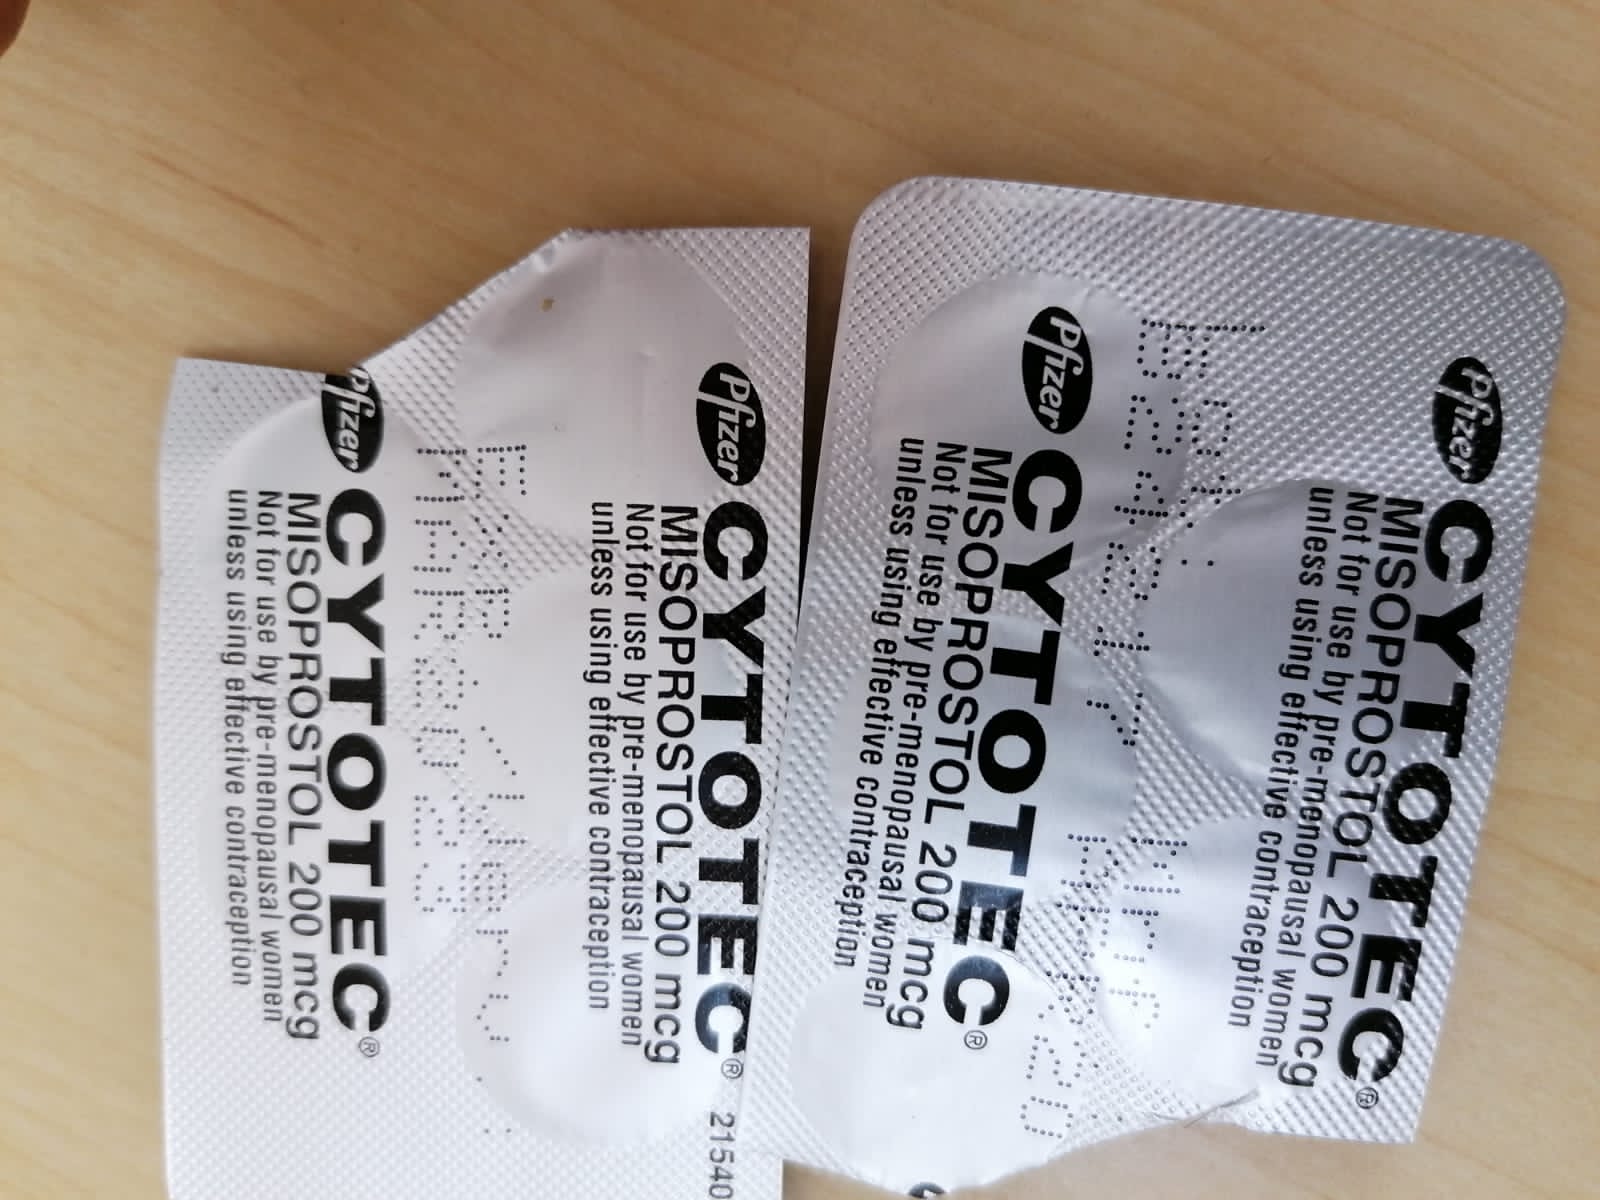 Pfizer CYTOTEC®
MISOPROSTOL 200 mcg
Not for use by pre-menopausal women
unless using effective contraception
Pfizer CYTOTEC®
MISOPROSTOL 200 mcg
Not for use by pre-menopausal women
unless using effective contraception
MAR.20
Pfizer CYTOTEC® 21540
MISOPROSTOL 200 mcg
Not for use by pre-menopausal women
unless using effective contraception
Pfizer CYTOTEC®
MISOPROSTOL 200 mcg
Not for use by pre-menopausal women
unless using effective contraception